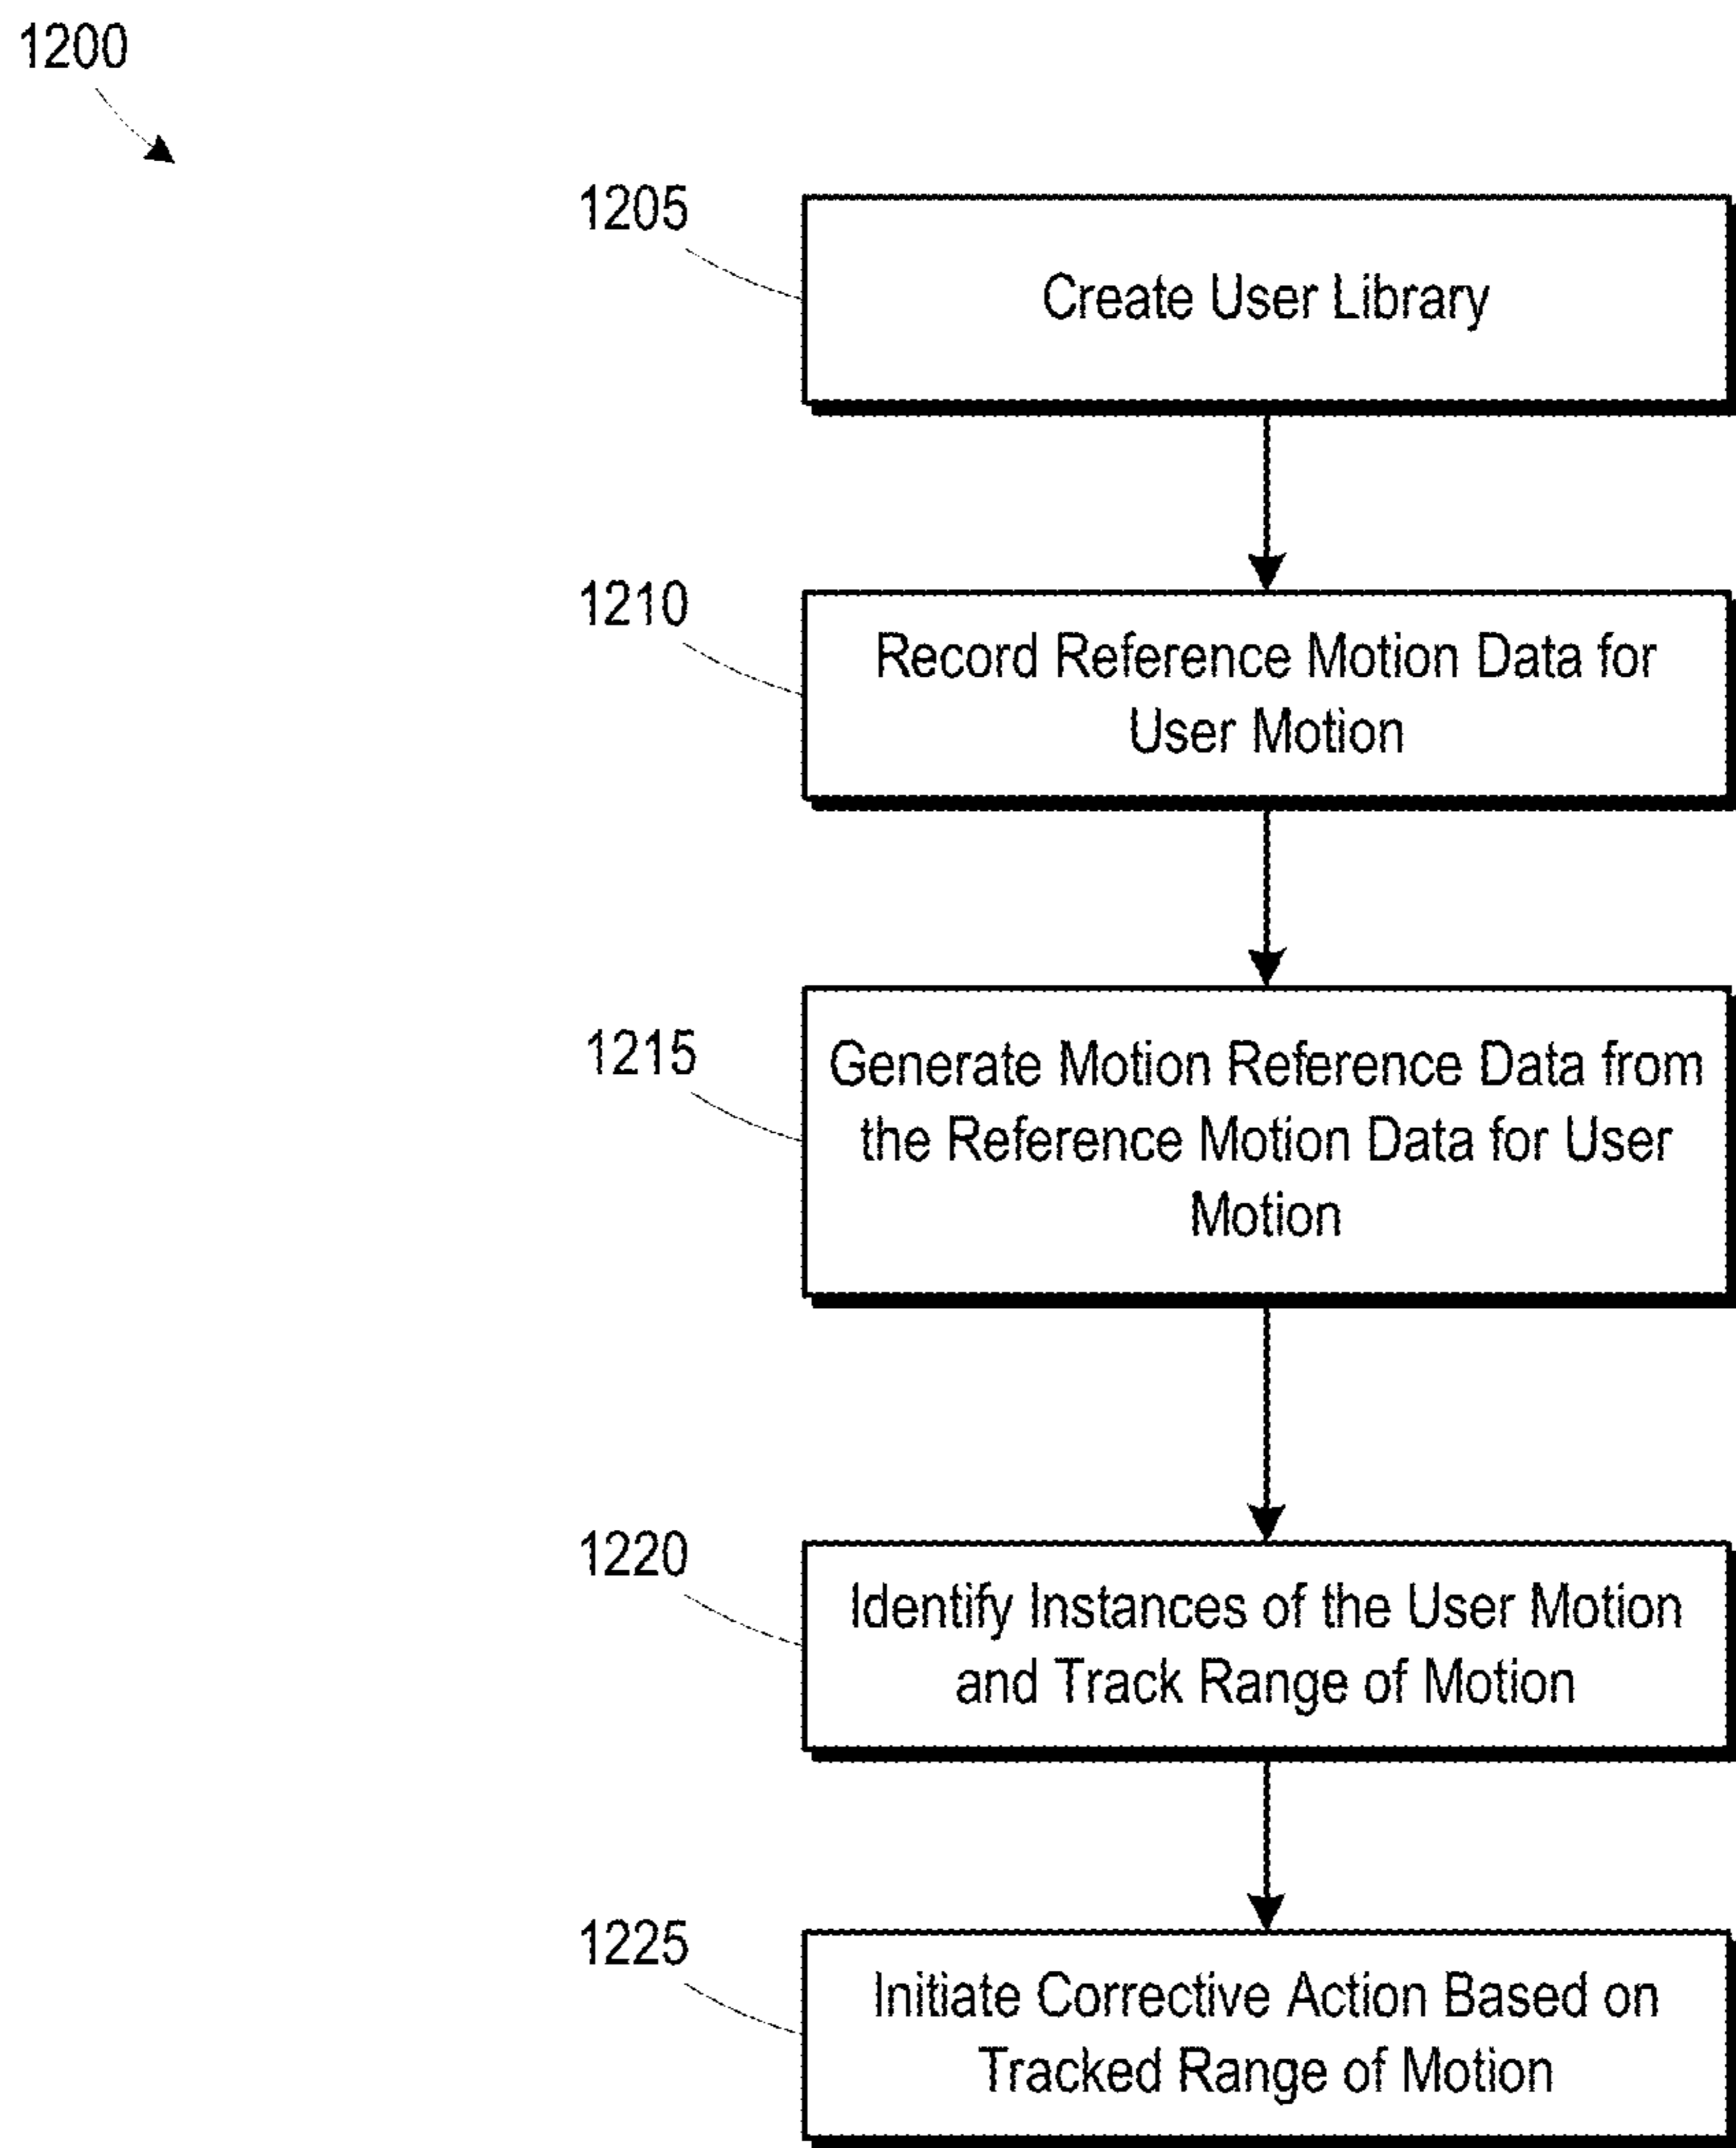 1200
1205
Create User Library
1210
Record Reference Motion Data for
User Motion
1215
Generate Motion Reference Data from
the Reference Motion Data for User
Motion
1220
Identify Instances of the User Motion
and Track Range of Motion
1225
Initiate Corrective Action Based on
Tracked Range of Motion